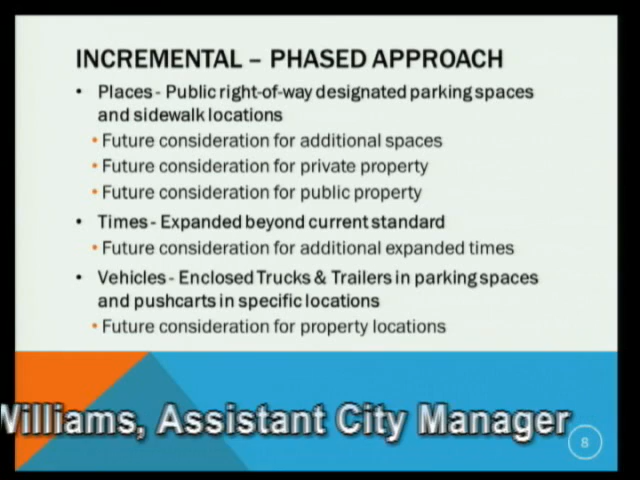 INCREMENTAL – PHASED APPROACH
• Places - Public right-of-way designated parking spaces
and sidewalk locations
• Future consideration for additional spaces
• Future consideration for private property
• Future consideration for public property
• Times - Expanded beyond current standard
• Future consideration for additional expanded times
• Vehicles - Enclosed Trucks & Trailers in parking spaces
and pushcarts in specific locations
• Future consideration for property locations
Williams, Assistant City Manager
8